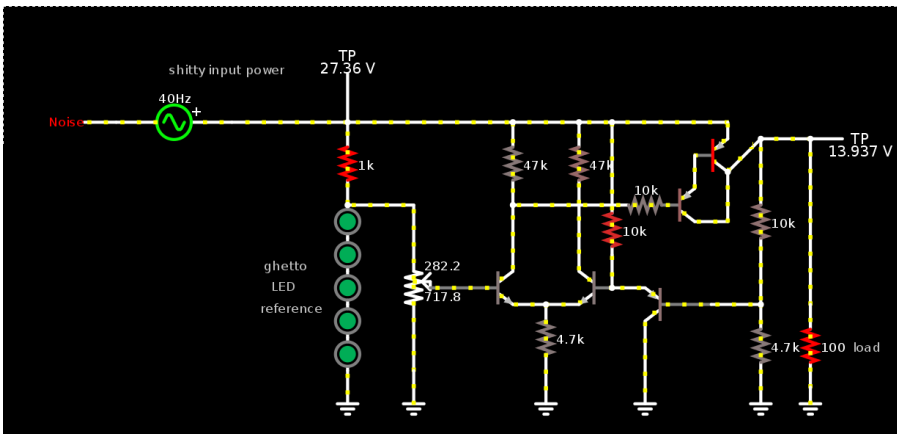 TP
27.36 V
shitty input power
40Hz
+
Noise
TP
13.937 V
1k
47k
47k
10k
10k
10k
ghetto
LED
reference
282.2
717.8
4.7k
4.7k
100 load